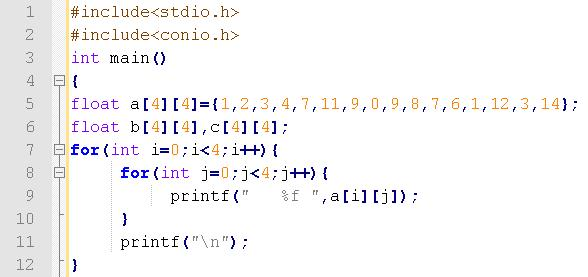 1 #include<stdio.h>
2 #include<conio.h>
3 int main()
4 {
5 float a[4][4]={1,2,3,4,7,11,9,0,9,8,7,6,1,12,3,14};
6 float b[4][4],c[4][4];
7 for(int i=0;i<4;i++){
8 for(int j=0;j<4;j++){
9 printf("   %f ",a[i][j]);
10 }
11 printf("\n");
12 }